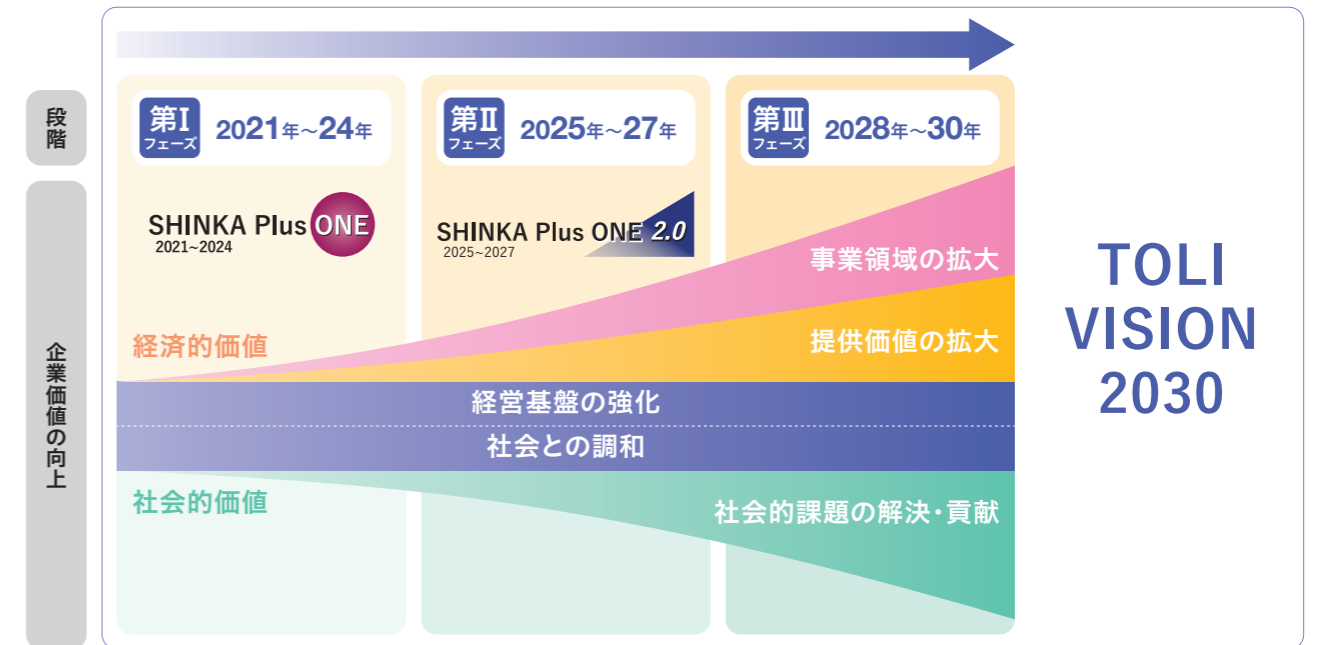 段階
第Ⅰ
フェーズ
2021年~24年
第Ⅱ
フェーズ
2025年~27年
第Ⅲ
フェーズ
2028年~30年
企業価値の向上
SHINKA Plus ONE
2021~2024
SHINKA Plus ONE 2.0
2025~2027
事業領域の拡大
経済的価値
提供価値の拡大
経営基盤の強化
社会との調和
社会的価値
社会的課題の解決・貢献
TOLI
VISION
2030